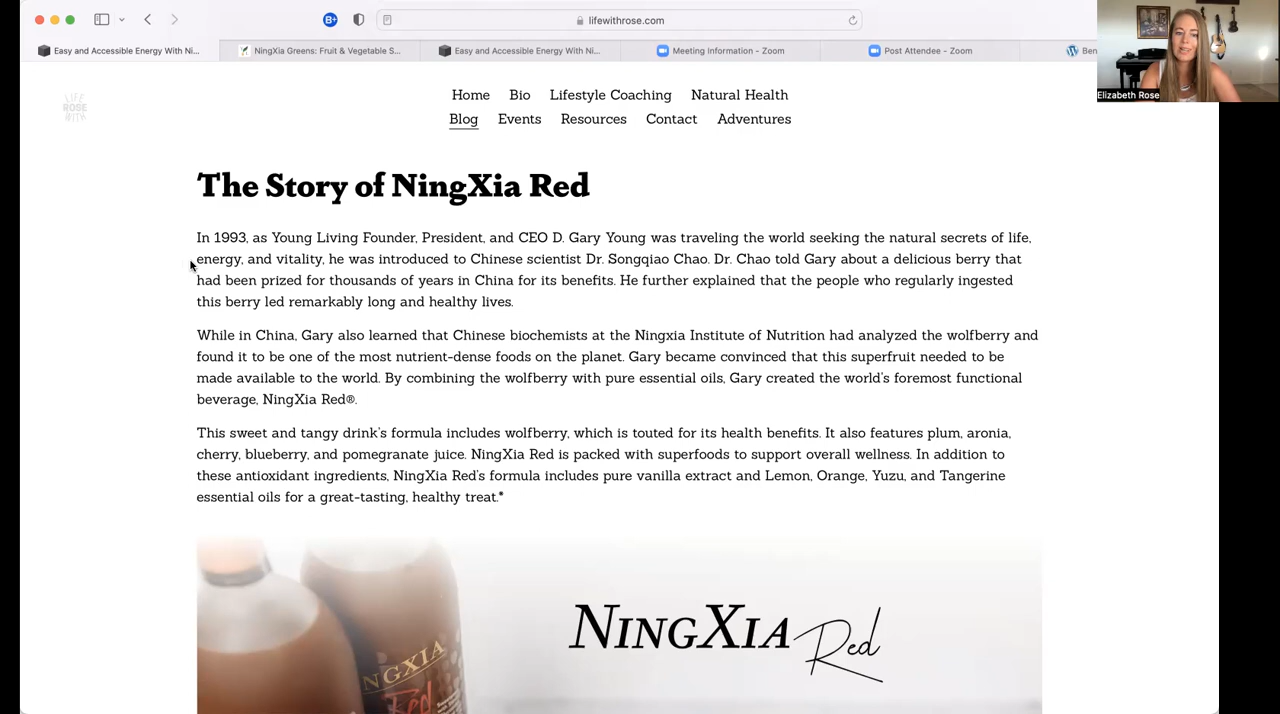 lifewithrose.com
Easy and Accessible Energy With Ni...
NingXia Greens: Fruit & Vegetable S...
Easy and Accessible Energy With Ni...
Meeting Information - Zoom
Post Attendee - Zoom
Ben
Elizabeth Rose
B+
LIFE
ROSE
WITH
Home Bio Lifestyle Coaching Natural Health
Blog Events Resources Contact Adventures
The Story of NingXia Red
In 1993, as Young Living Founder, President, and CEO D. Gary Young was traveling the world seeking the natural secrets of life,
energy, and vitality, he was introduced to Chinese scientist Dr. Songqiao Chao. Dr. Chao told Gary about a delicious berry that
had been prized for thousands of years in China for its benefits. He further explained that the people who regularly ingested
this berry led remarkably long and healthy lives.
While in China, Gary also learned that Chinese biochemists at the Ningxia Institute of Nutrition had analyzed the wolfberry and
found it to be one of the most nutrient-dense foods on the planet. Gary became convinced that this superfruit needed to be
made available to the world. By combining the wolfberry with pure essential oils, Gary created the world's foremost functional
beverage, NingXia Red®.
This sweet and tangy drink's formula includes wolfberry, which is touted for its health benefits. It also features plum, aronia,
cherry, blueberry, and pomegranate juice. NingXia Red is packed with superfoods to support overall wellness. In addition to
these antioxidant ingredients, NingXia Red's formula includes pure vanilla extract and Lemon, Orange, Yuzu, and Tangerine
essential oils for a great-tasting, healthy treat.*
NINGXIA Red
NGXIA
Red